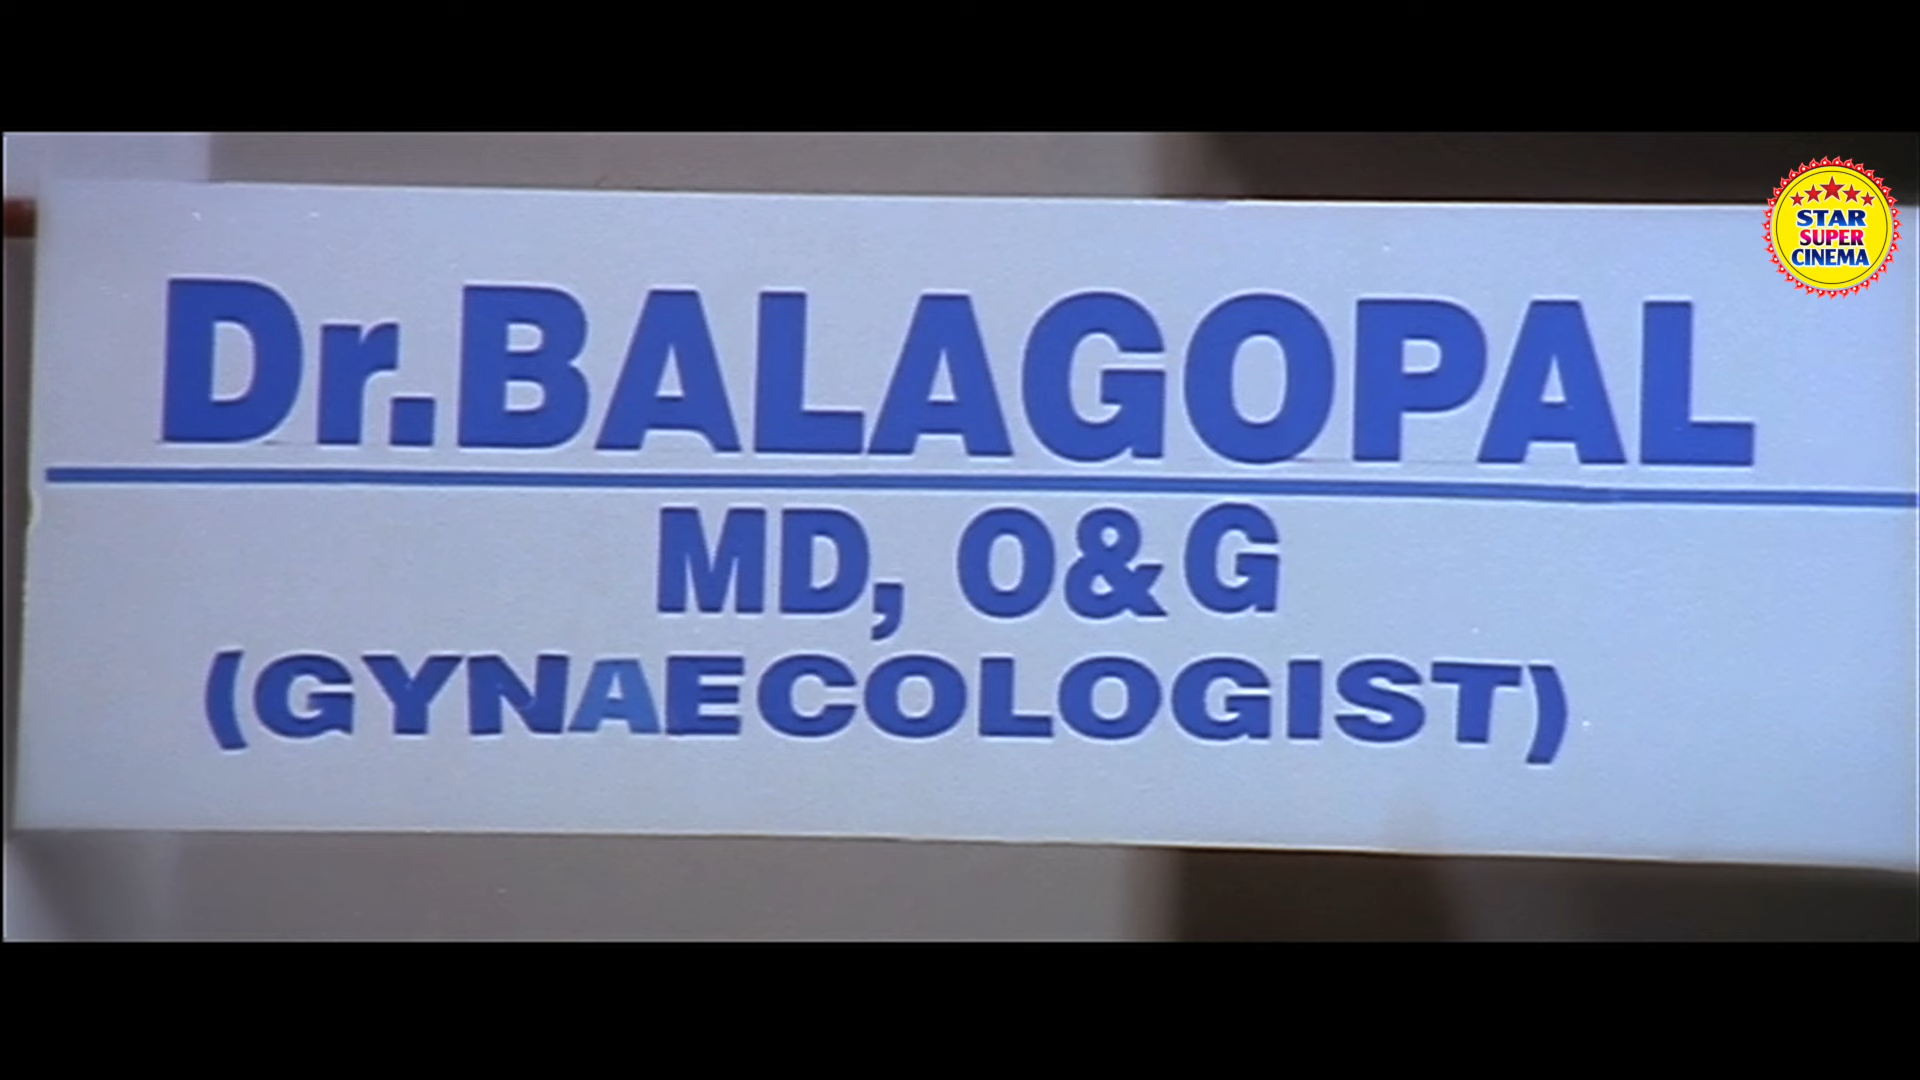 STAR
SUPER
CINEMA
Dr.BALAGOPAL
MD, O&G
(GYNAECOLOGIST)